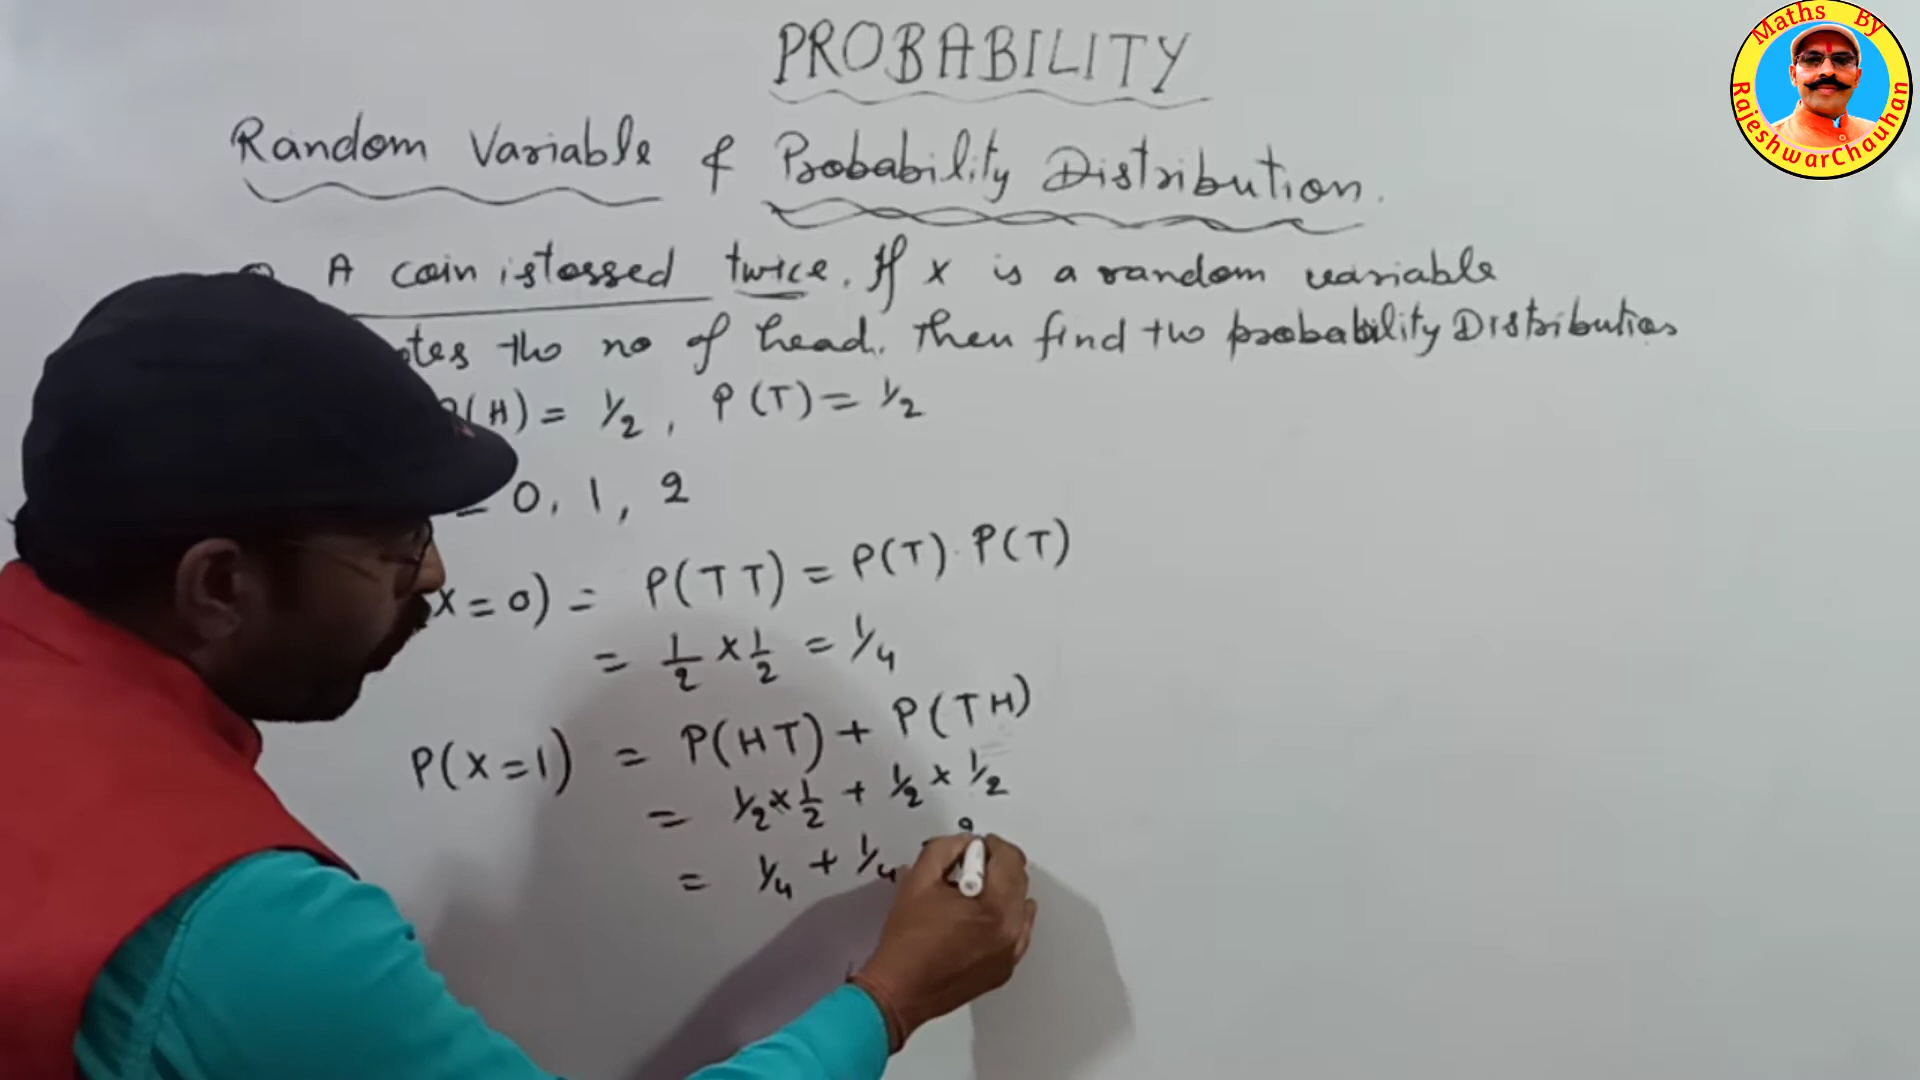 PROBABILITY
Random Variable & Probability Distribution.
A coin is tossed twice. If x is a random variable
the no of head. Then find the probability Distribution
(H) = 1/2, P(T) = 1/2
= 0, 1, 2
x = 0) = P(TT) = P(T) . P(T)
= 1/2 x 1/2 = 1/4
P(X=1) = P(HT) + P(TH)
= 1/2 x 1/2 + 1/2 x 1/2
= 1/4 + 1/4
Maths By
RajeshwarChauhan